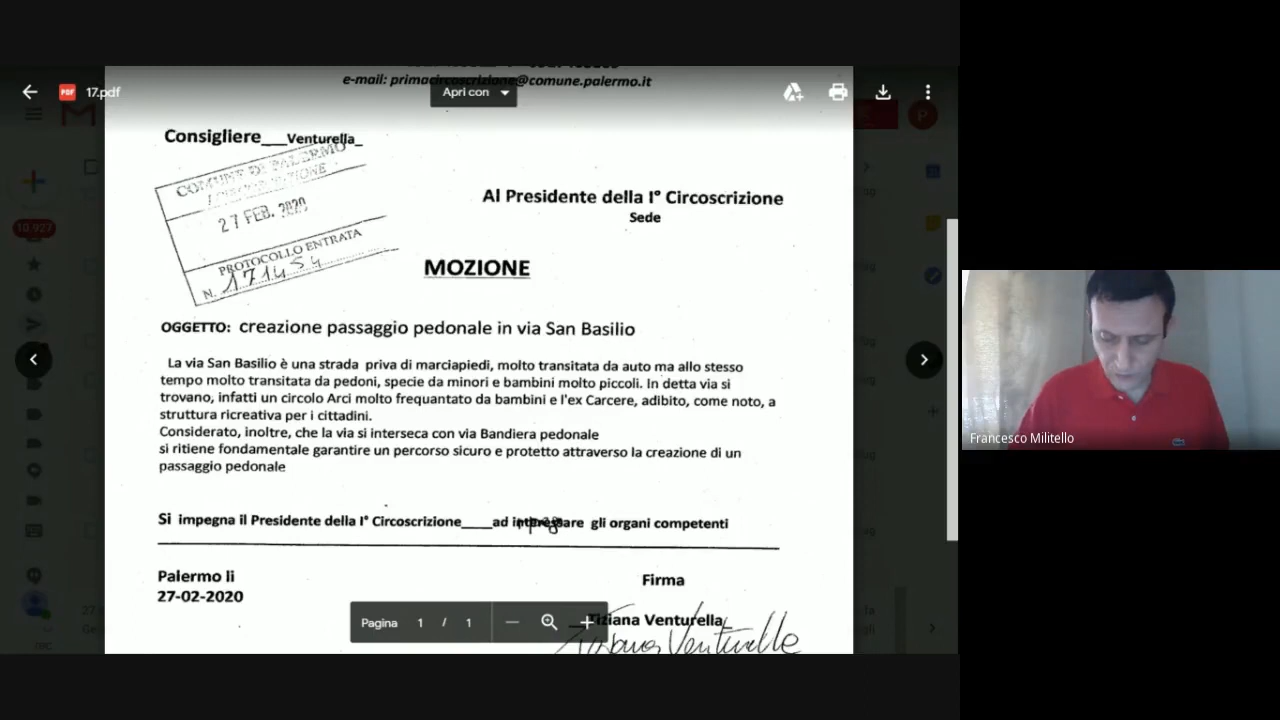 e-mail: primacircoscrizione@comune.palermo.it
17.pdf
Apri con
Consigliere___Venturella_
COMUNE DI PALERMO
27 FEB. 2020
PROTOCOLLO ENTRATA
N. 171454
Al Presidente della I° Circoscrizione
Sede
MOZIONE
OGGETTO: creazione passaggio pedonale in via San Basilio
La via San Basilio è una strada priva di marciapiedi, molto transitata da auto ma allo stesso
tempo molto transitata da pedoni, specie da minori e bambini molto piccoli. In detta via si
trovano, infatti un circolo Arci molto frequantato da bambini e l'ex Carcere, adibito, come noto, a
struttura ricreativa per i cittadini.
Considerato, inoltre, che la via si interseca con via Bandiera pedonale
si ritiene fondamentale garantire un percorso sicuro e protetto attraverso la creazione di un
passaggio pedonale
Si impegna il Presidente della I° Circoscrizione____ad interessare gli organi competenti
Palermo li
27-02-2020
Firma
Tiziana Venturella
Tiziana Venturella
Pagina 1 / 1
10.927
Francesco Militello